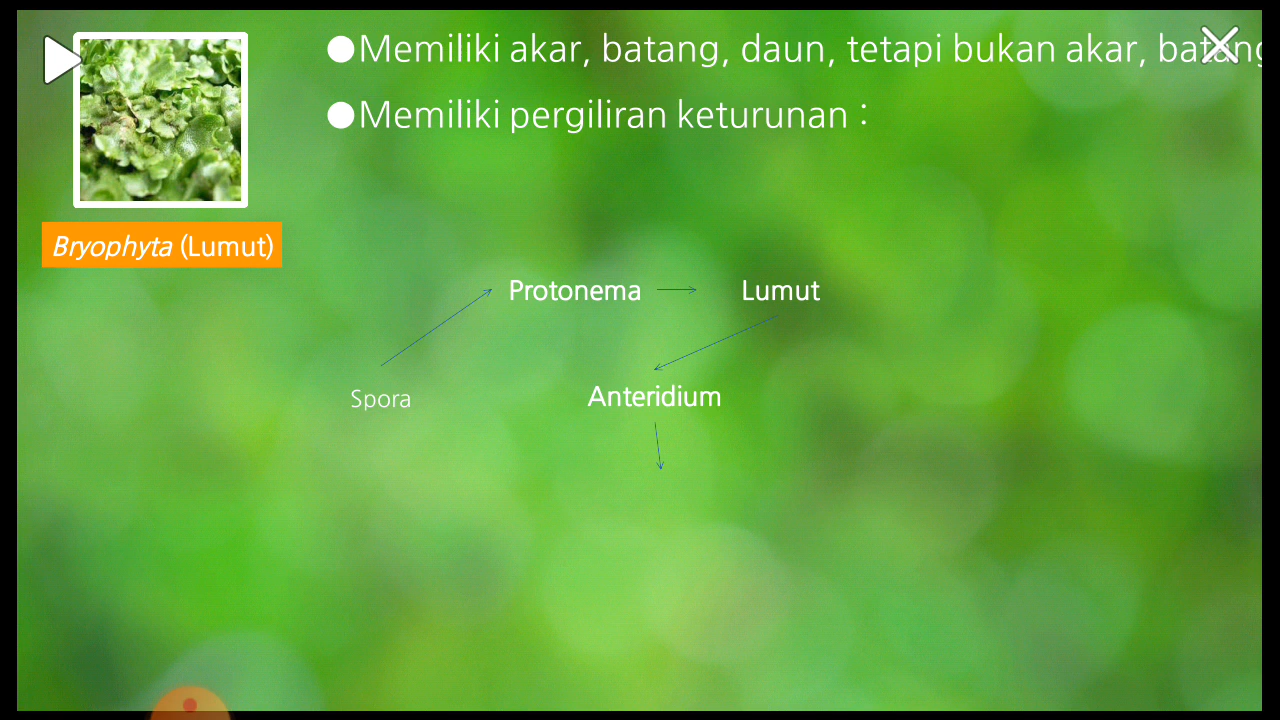 ●Memiliki akar, batang, daun, tetapi bukan akar, batang
●Memiliki pergiliran keturunan :
Bryophyta (Lumut)
Protonema
Lumut
Spora
Anteridium